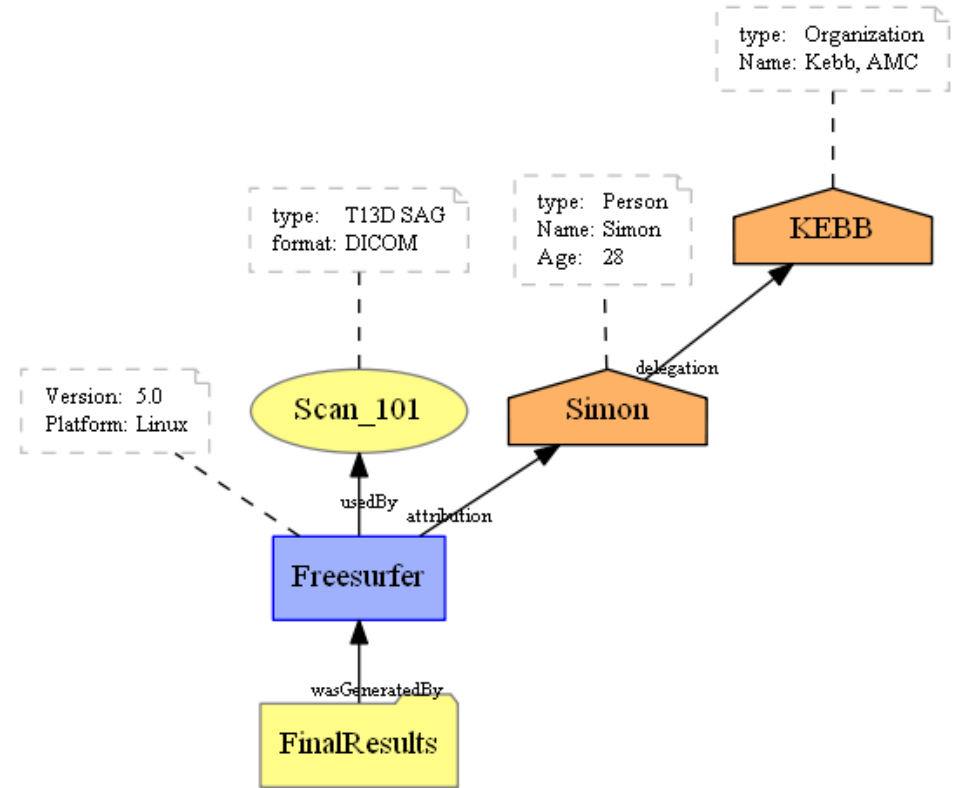 type: Organization
Name: Kebb, AMC
KEBB
type: Person
Name: Simon
Age: 28
type: T13D SAG
format: DICOM
delegation
Version: 5.0
Platform: Linux
Scan_101
Simon
usedBy
attribution
Freesurfer
wasGeneratedBy
FinalResults